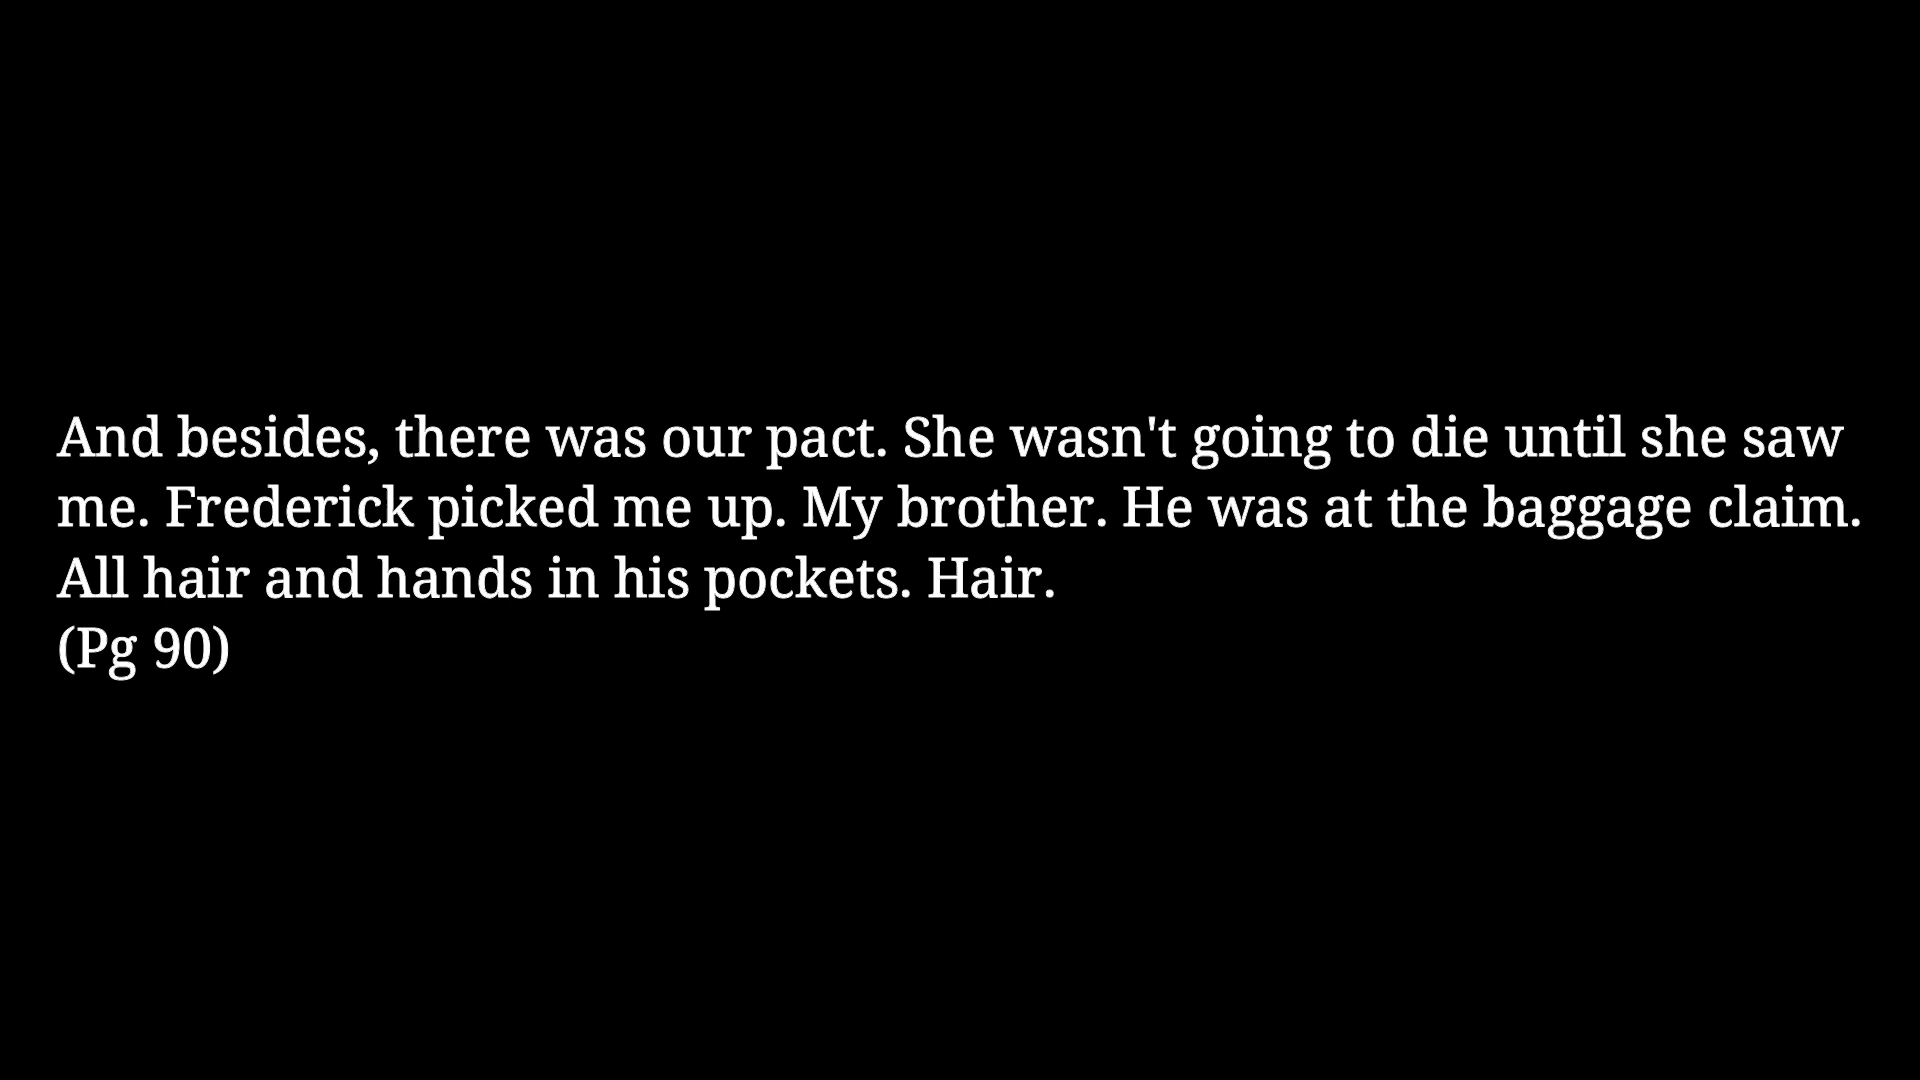 And besides, there was our pact. She wasn't going to die until she saw
me. Frederick picked me up. My brother. He was at the baggage claim.
All hair and hands in his pockets. Hair.
(Pg 90)